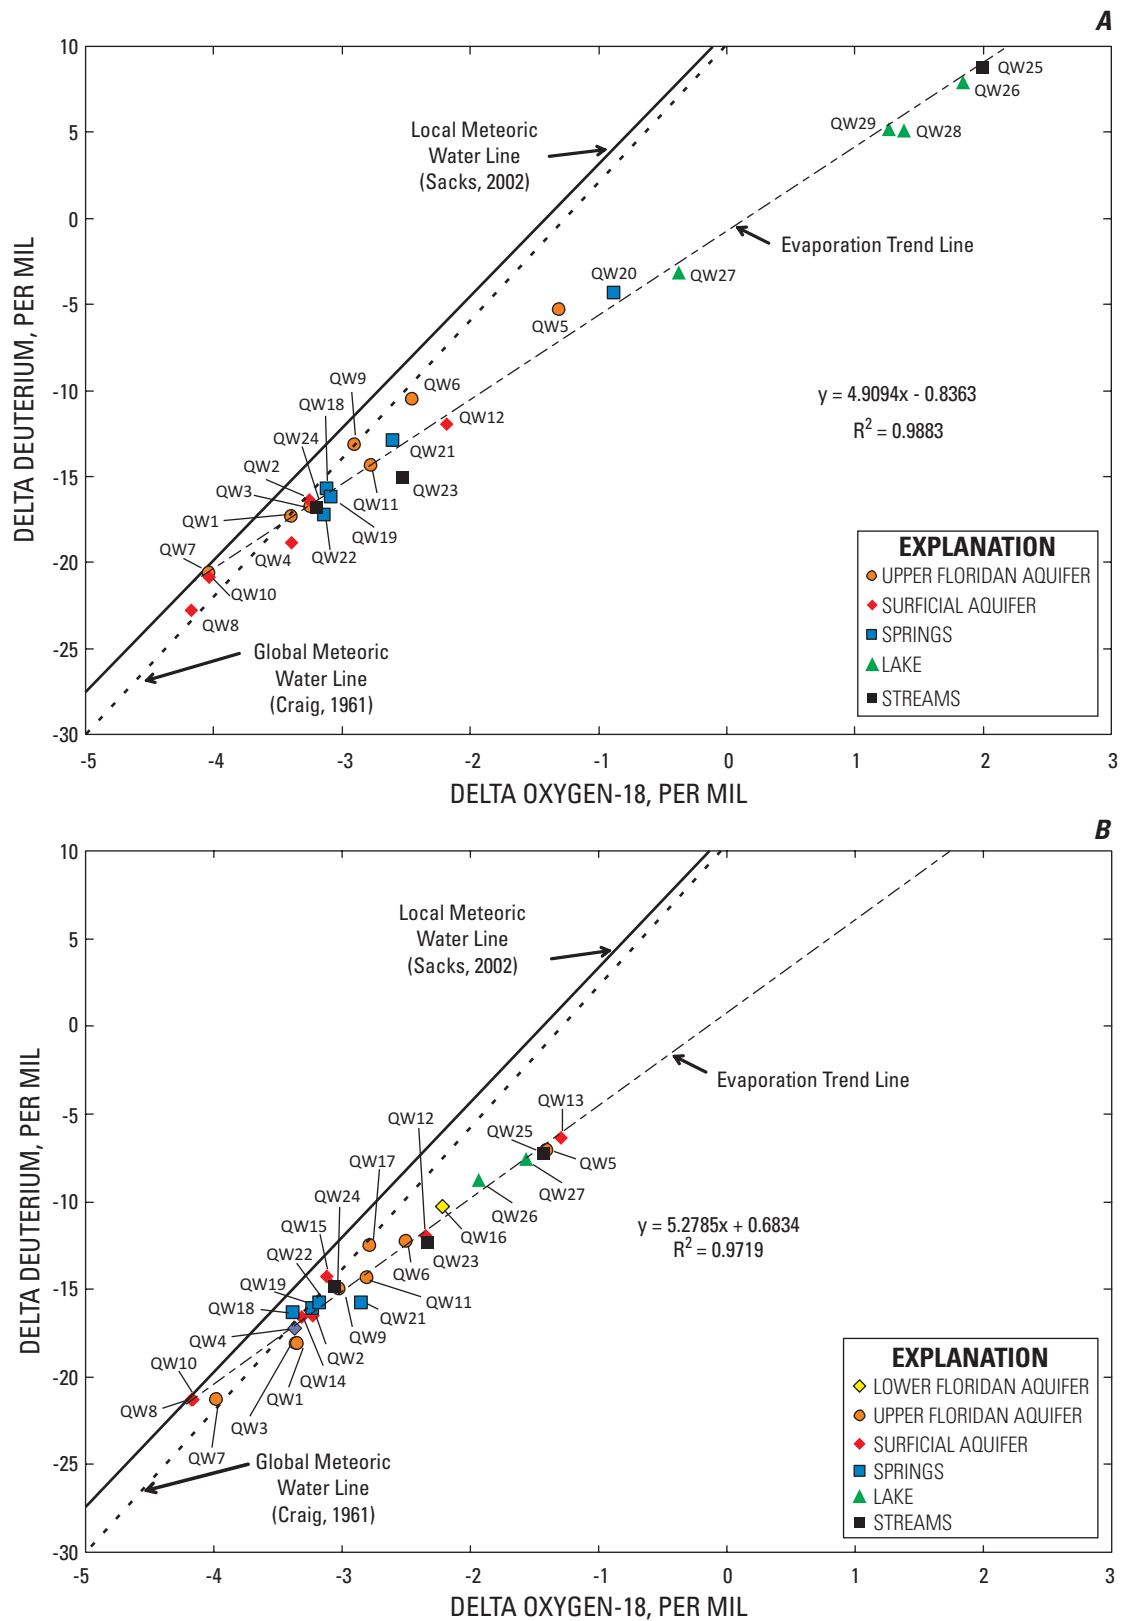 A
10
5
0
-5
-10
-15
-20
-25
-30
DELTA DEUTERIUM, PER MIL
Local Meteoric
Water Line
(Sacks, 2002)
QW25
QW26
QW29
QW28
Evaporation Trend Line
QW20
QW27
QW5
QW9
QW6
QW18
QW12
QW24
QW21
QW2
QW23
QW3
QW11
QW1
QW19
QW7
QW4
QW22
QW10
QW8
y = 4.9094x - 0.8363
R2 = 0.9883
Global Meteoric
Water Line
(Craig, 1961)
EXPLANATION
UPPER FLORIDAN AQUIFER
SURFICIAL AQUIFER
SPRINGS
LAKE
STREAMS
-5
-4
-3
-2
-1
0
1
2
3
DELTA OXYGEN-18, PER MIL
B
10
5
0
-5
-10
-15
-20
-25
-30
DELTA DEUTERIUM, PER MIL
Local Meteoric
Water Line
(Sacks, 2002)
Evaporation Trend Line
QW13
QW12
QW25
QW5
QW17
QW27
QW24
QW26
QW15
QW16
QW22
QW23
QW6
QW19
QW11
QW18
QW21
QW9
QW4
QW2
QW10
QW14
QW8
QW1
QW3
QW7
y = 5.2785x + 0.6834
R2 = 0.9719
Global Meteoric
Water Line
(Craig, 1961)
EXPLANATION
LOWER FLORIDAN AQUIFER
UPPER FLORIDAN AQUIFER
SURFICIAL AQUIFER
SPRINGS
LAKE
STREAMS
-5
-4
-3
-2
-1
0
1
2
3
DELTA OXYGEN-18, PER MIL